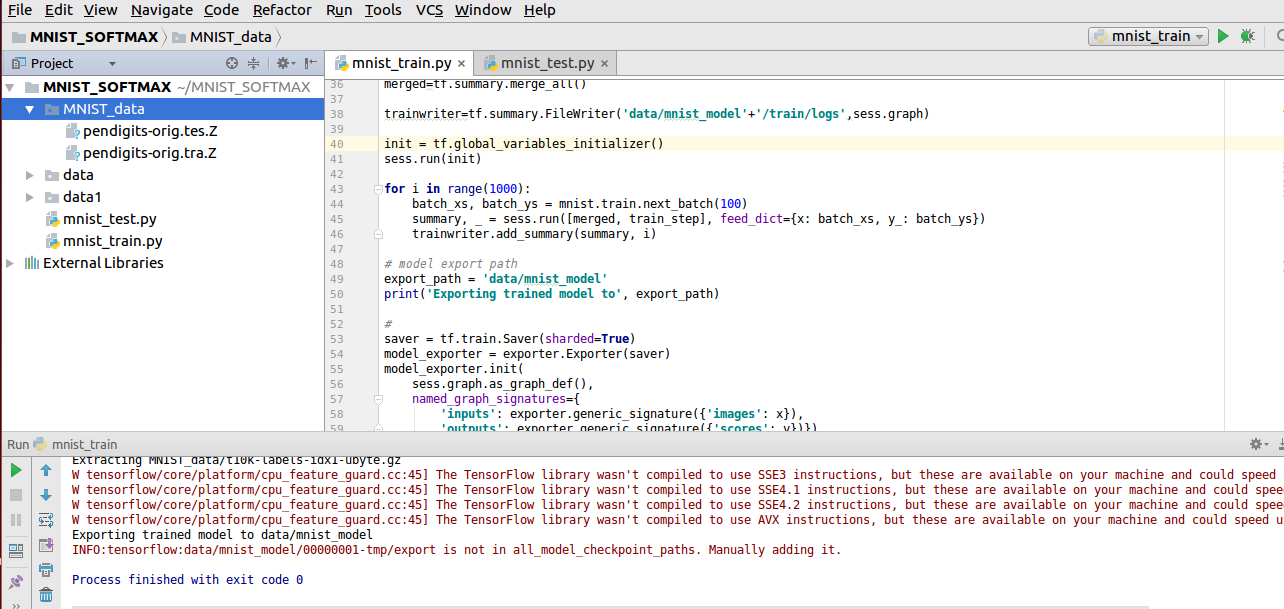 File Edit View Navigate Code Refactor Run Tools VCS Window Help
MNIST_SOFTMAX MNIST_data mnist_train
Project
mnist_train.py × mnist_test.py ×
MNIST_SOFTMAX ~/MNIST_SOFTMAX
MNIST_data
pendigits-orig.tes.Z
pendigits-orig.tra.Z
data
data1
mnist_test.py
mnist_train.py
External Libraries
36 merged=tf.summary.merge_all()
37
38 trainwriter=tf.summary.FileWriter('data/mnist_model'+'/train/logs',sess.graph)
39
40 init = tf.global_variables_initializer()
41 sess.run(init)
42
43 for i in range(1000):
44 batch_xs, batch_ys = mnist.train.next_batch(100)
45 summary, _ = sess.run([merged, train_step], feed_dict={x: batch_xs, y_: batch_ys})
46 trainwriter.add_summary(summary, i)
47
48 # model export path
49 export_path = 'data/mnist_model'
50 print('Exporting trained model to', export_path)
51
52 #
53 saver = tf.train.Saver(sharded=True)
54 model_exporter = exporter.Exporter(saver)
55 model_exporter.init(
56 sess.graph.as_graph_def(),
57 named_graph_signatures={
58 'inputs': exporter.generic_signature({'images': x}),
59 'outputs': exporter.generic_signature({'scores': y})})
Run mnist_train
Extracting MNIST_data/t10k-labels-idx1-ubyte.gz
W tensorflow/core/platform/cpu_feature_guard.cc:45] The TensorFlow library wasn't compiled to use SSE3 instructions, but these are available on your machine and could speed
W tensorflow/core/platform/cpu_feature_guard.cc:45] The TensorFlow library wasn't compiled to use SSE4.1 instructions, but these are available on your machine and could spee
W tensorflow/core/platform/cpu_feature_guard.cc:45] The TensorFlow library wasn't compiled to use SSE4.2 instructions, but these are available on your machine and could spee
W tensorflow/core/platform/cpu_feature_guard.cc:45] The TensorFlow library wasn't compiled to use AVX instructions, but these are available on your machine and could speed u
Exporting trained model to data/mnist_model
INFO:tensorflow:data/mnist_model/00000001-tmp/export is not in all_model_checkpoint_paths. Manually adding it.
Process finished with exit code 0